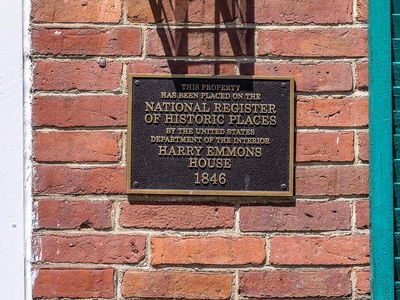 THIS PROPERTY
HAS BEEN PLACED ON THE
NATIONAL REGISTER
OF HISTORIC PLACES
BY THE UNITED STATES
DEPARTMENT OF THE INTERIOR
HARRY EMMONS
HOUSE
1846